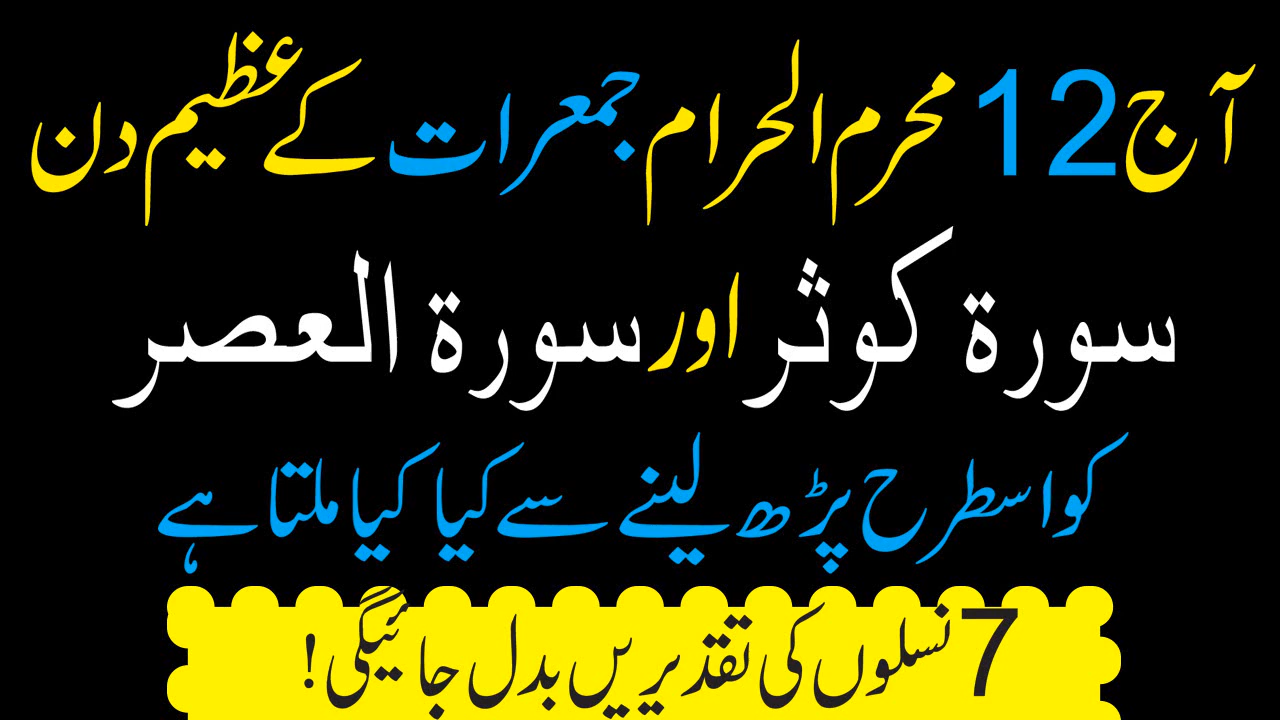 آج 12 محرم الحرام جمعرات کے عظیم دن
سورۃ کوثر اور سورۃ العصر
کو اسطرح پڑھ لینے سے کیا کیا ملتا ہے
7 نسلوں کی تقدیریں بدل جائیگی!